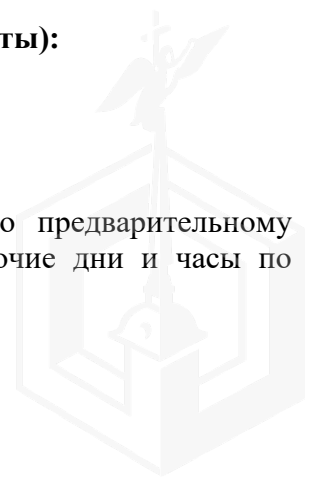 ты):
о предварительному
очие дни и часы по